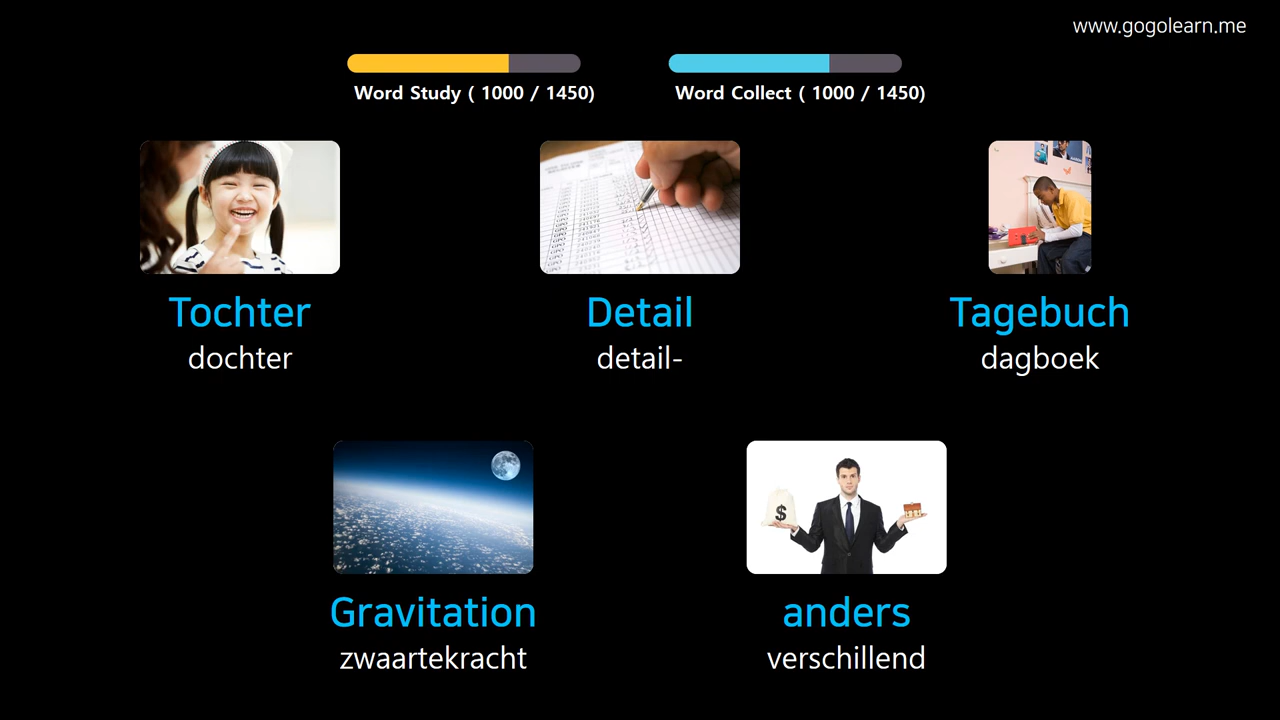 www.gogolearn.me
Word Study ( 1000 / 1450)
Word Collect ( 1000 / 1450)
Tochter
dochter
Detail
detail-
Tagebuch
dagboek
Gravitation
zwaartekracht
$
anders
verschillend